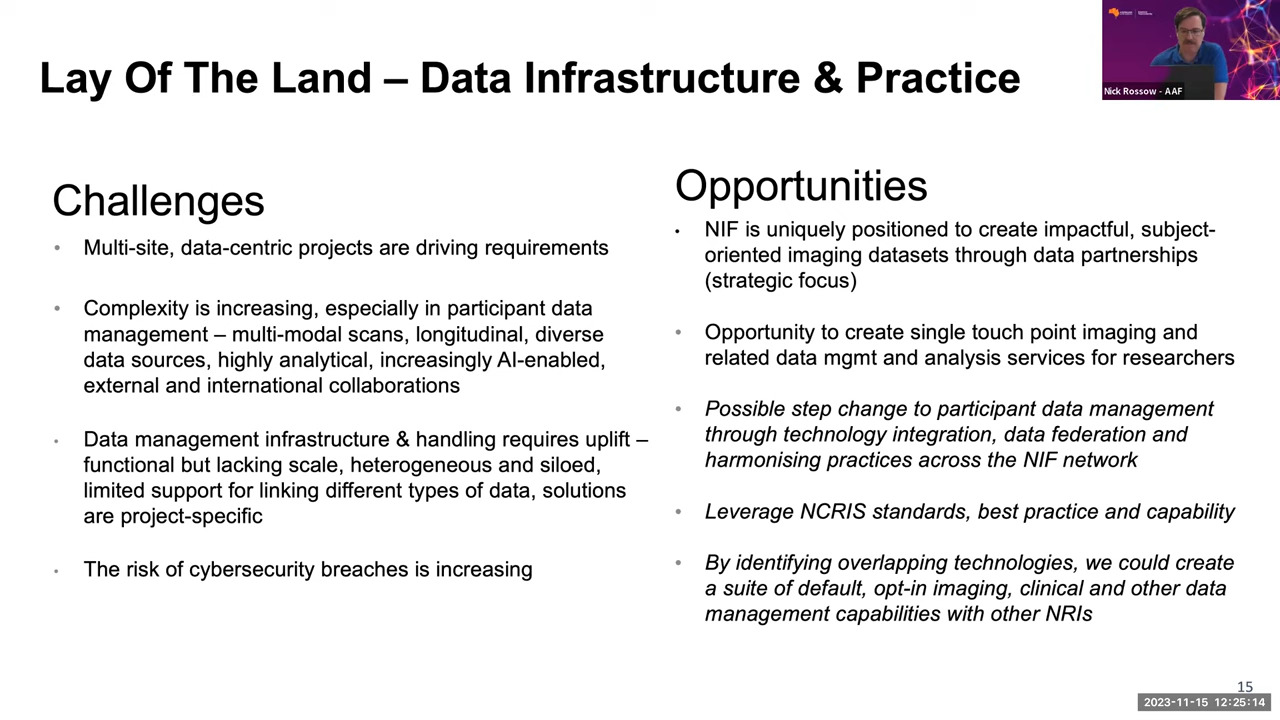 Lay Of The Land – Data Infrastructure & Practice
Nick Rossow - AAF
Challenges
• Multi-site, data-centric projects are driving requirements
• Complexity is increasing, especially in participant data
management – multi-modal scans, longitudinal, diverse
data sources, highly analytical, increasingly AI-enabled,
external and international collaborations
• Data management infrastructure & handling requires uplift –
functional but lacking scale, heterogeneous and siloed,
limited support for linking different types of data, solutions
are project-specific
• The risk of cybersecurity breaches is increasing
Opportunities
• NIF is uniquely positioned to create impactful, subject-
oriented imaging datasets through data partnerships
(strategic focus)
• Opportunity to create single touch point imaging and
related data mgmt and analysis services for researchers
• Possible step change to participant data management
through technology integration, data federation and
harmonising practices across the NIF network
• Leverage NCRIS standards, best practice and capability
• By identifying overlapping technologies, we could create
a suite of default, opt-in imaging, clinical and other data
management capabilities with other NRIs
15
2023-11-15 12:25:14